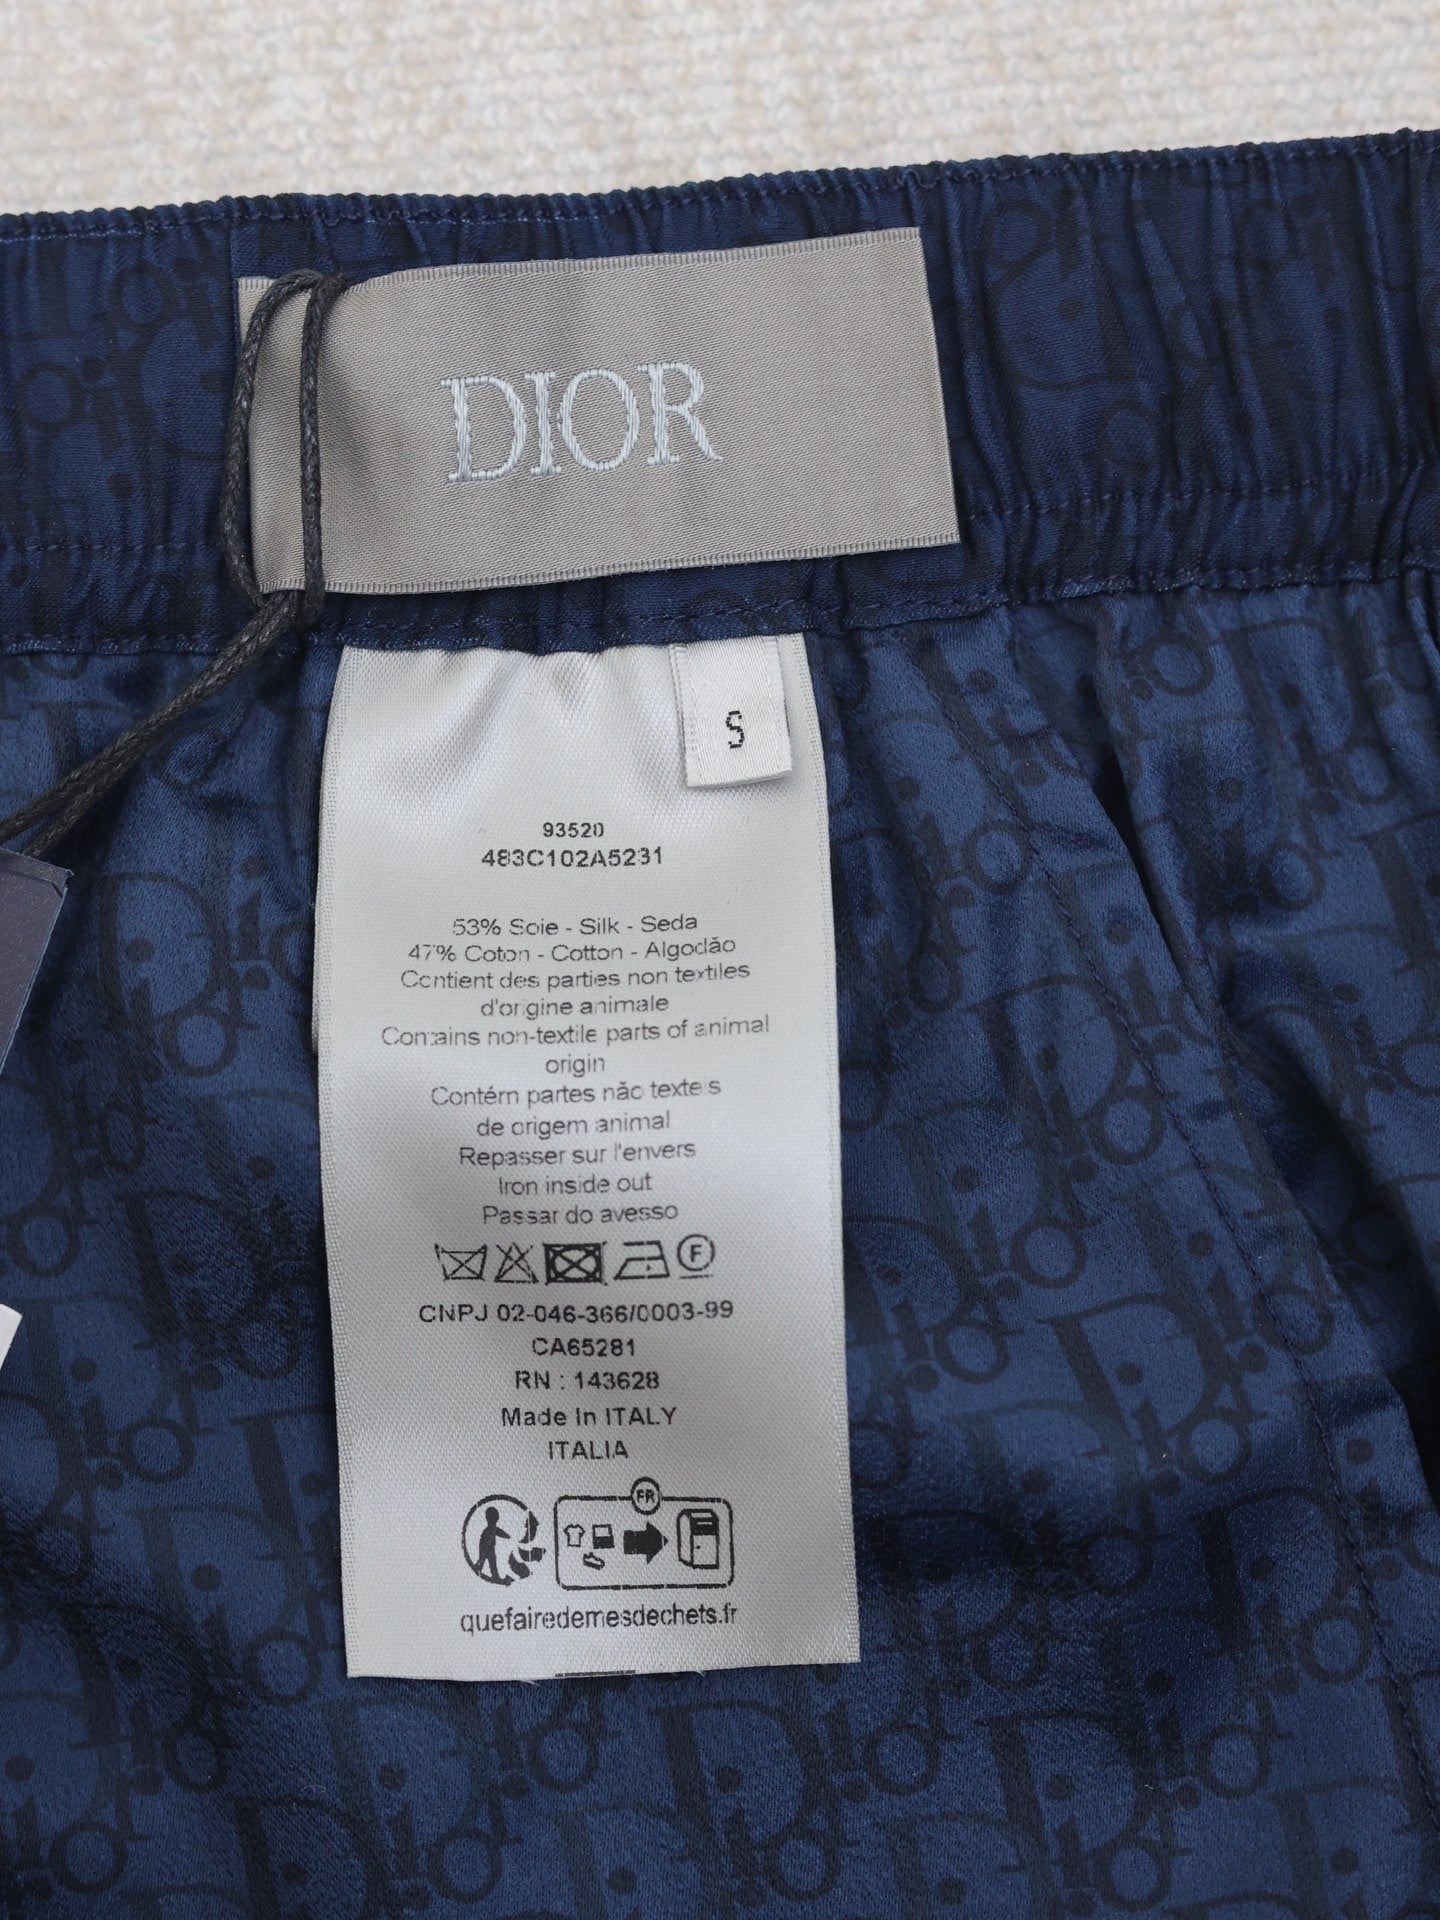 DIOR
S
93520
483C102A5231
53% Soie - Silk - Seda
47% Coton - Cotton - Algodão
Contient des parties non textiles
d'origine animale
Contains non-textile parts of animal
origin
Contém partes não texteis
de origem animal
Repasser sur l'envers
Iron inside out
Passar do avesso
F
CNPJ 02-046-366/0003-99
CA65281
RN : 143628
Made In ITALY
ITALIA
FR
quefairedemesdechets.fr